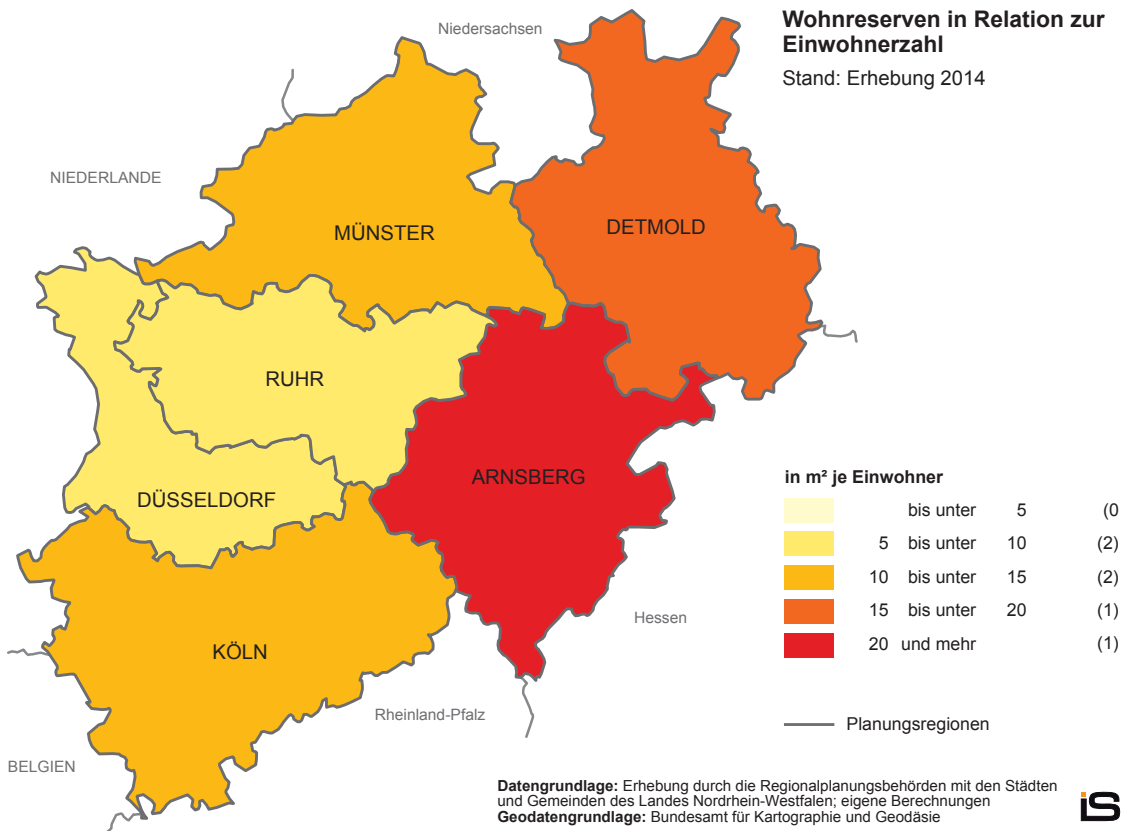 Wohnreserven in Relation zur
Einwohnerzahl
Stand: Erhebung 2014
Niedersachsen
NIEDERLANDE
MÜNSTER
DETMOLD
RUHR
ARNSBERG
DÜSSELDORF
KÖLN
Hessen
Rheinland-Pfalz
BELGIEN
in m² je Einwohner
bis unter 5 (0
5 bis unter 10 (2)
10 bis unter 15 (2)
15 bis unter 20 (1)
20 und mehr (1)
Planungsregionen
Datengrundlage: Erhebung durch die Regionalplanungsbehörden mit den Städten
und Gemeinden des Landes Nordrhein-Westfalen; eigene Berechnungen
Geodatengrundlage: Bundesamt für Kartographie und Geodäsie
iS